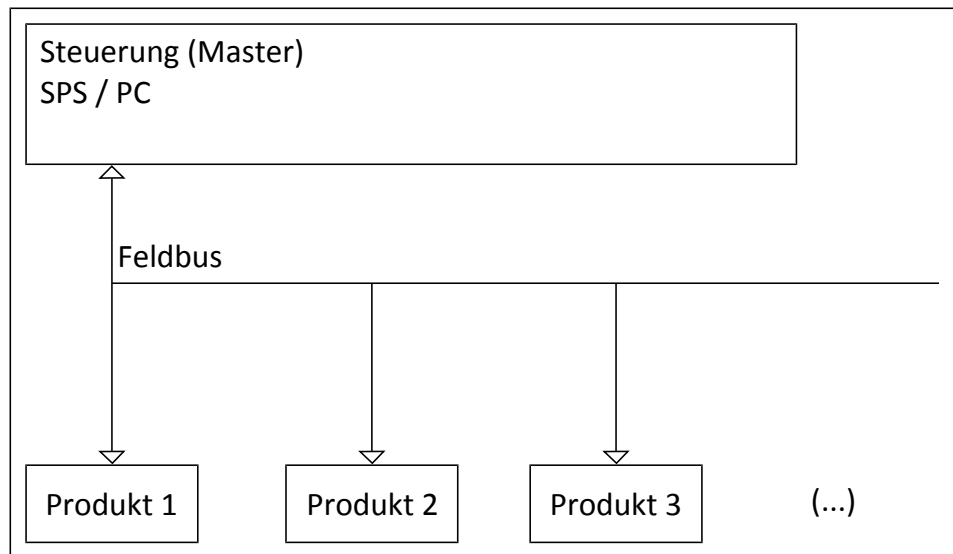 Steuerung (Master)
SPS / PC
Feldbus
Produkt 1
Produkt 2
Produkt 3
(...)